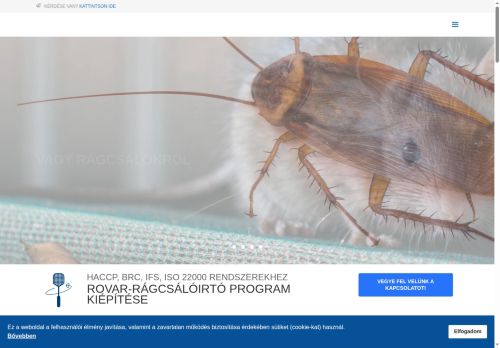 KÉRDÉSE VAN? KATTINTSON IDE
VAGY RÁGCSÁLÓKRÓL
HACCP, BRC, IFS, ISO 22000 RENDSZEREKHEZ
ROVAR-RÁGCSÁLÓIRTÓ PROGRAM
KIÉPÍTÉSE
VEGYE FEL VELÜNK A
KAPCSOLATOT!
Ez a weboldal a felhasználói élmény javítása, valamint a zavartalan működés biztosítása érdekében sütiket (cookie-kat) használ.
Bővebben
Elfogadom